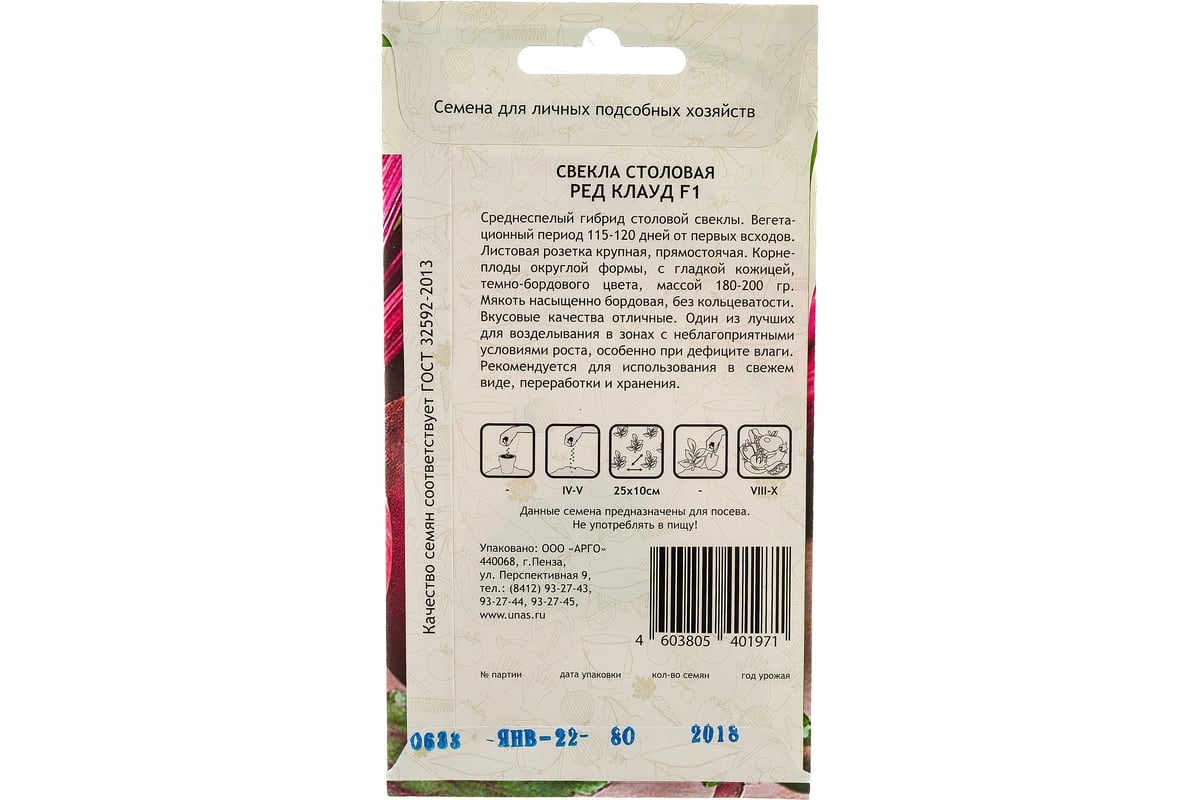 Семена для личных подсобных хозяйств
СВЕКЛА СТОЛОВАЯ
РЕД КЛАУД F1
Среднеспелый гибрид столовой свеклы. Вегета-
ционный период 115-120 дней от первых всходов.
Листовая розетка крупная, прямостоячая. Корне-
плоды округлой формы, с гладкой кожицей,
темно-бордового цвета, массой 180-200 гр.
Мякоть насыщенно бордовая, без кольцеватости.
Вкусовые качества отличные. Один из лучших
для возделывания в зонах с неблагоприятными
условиями роста, особенно при дефиците влаги.
Рекомендуется для использования в свежем
виде, переработки и хранения.
Качество семян соответствует ГОСТ 32592-2013
- IV-V 25х10см - VIII-X
Данные семена предназначены для посева.
Не употреблять в пищу!
Упаковано: ООО «АРГО»
440068, г.Пенза,
ул. Перспективная 9,
тел.: (8412) 93-27-43,
93-27-44, 93-27-45,
www.unas.ru
4 603805 401971
№ партии дата упаковки кол-во семян год урожая
0633 -ЯНВ-22- 80 2018